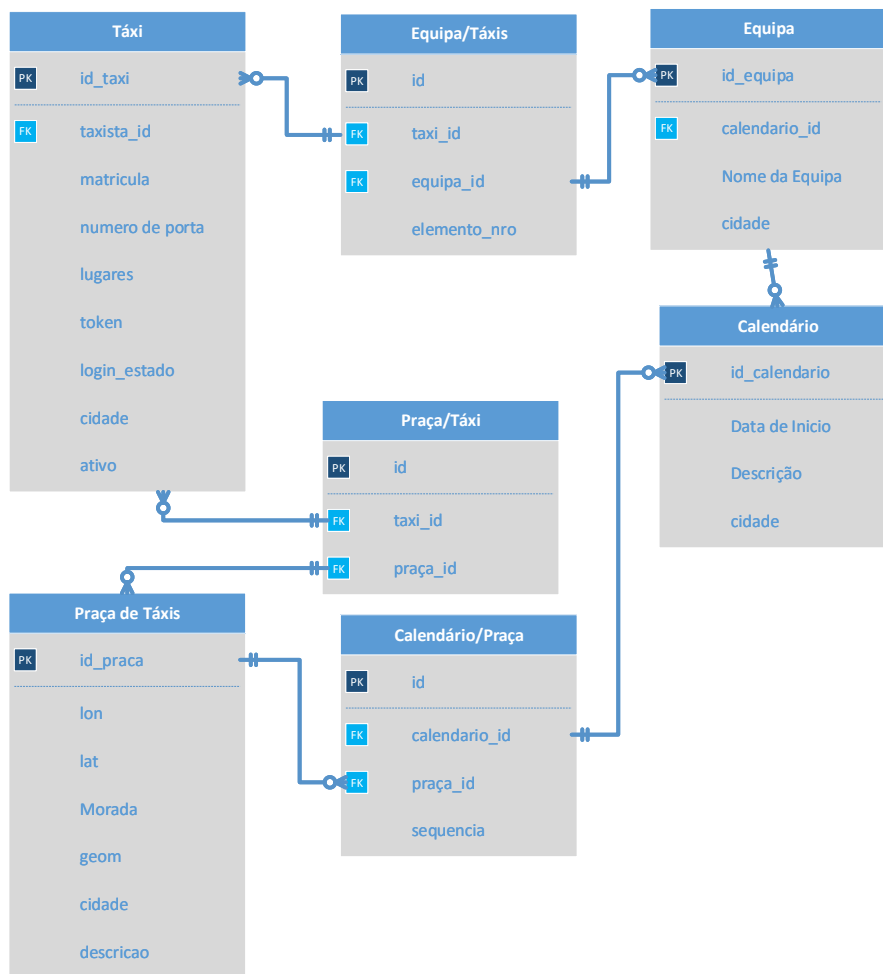 Táxi
PK id_taxi
FK taxista_id
matricula
numero de porta
lugares
token
login_estado
cidade
ativo
Equipa/Táxis
PK id
FK taxi_id
FK equipa_id
elemento_nro
Equipa
PK id_equipa
FK calendario_id
Nome da Equipa
cidade
Calendário
PK id_calendario
Data de Inicio
Descrição
cidade
Praça/Táxi
PK id
FK taxi_id
FK praça_id
Praça de Táxis
PK id_praca
lon
lat
Morada
geom
cidade
descricao
Calendário/Praça
PK id
FK calendario_id
FK praça_id
sequencia